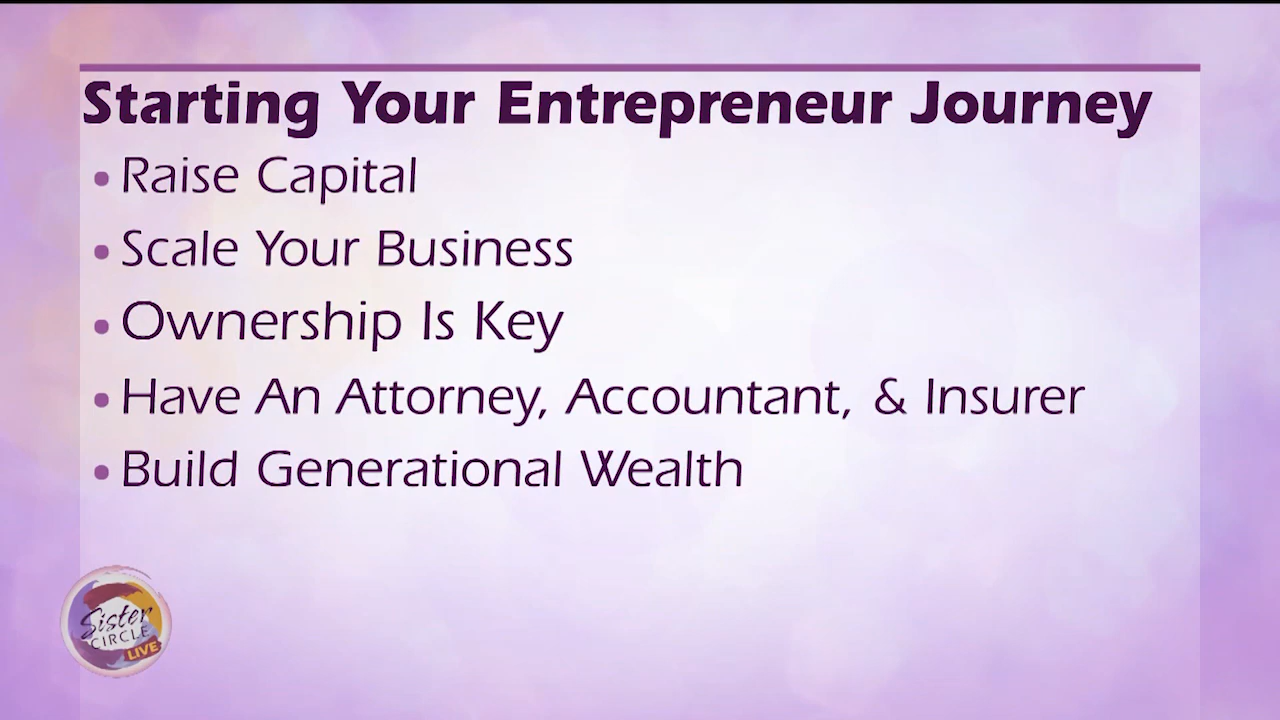 Starting Your Entrepreneur Journey
• Raise Capital
• Scale Your Business
• Ownership Is Key
• Have An Attorney, Accountant, & Insurer
• Build Generational Wealth
Sister
CIRCLE
LIVE